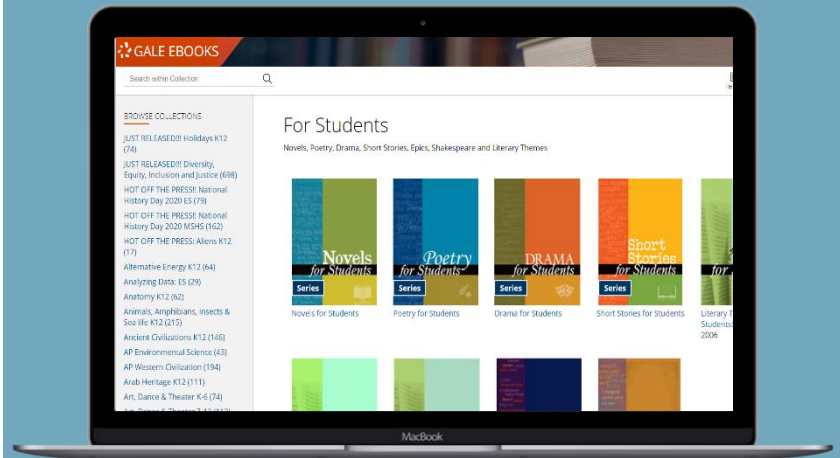 GALE EBOOKS
Search within Collection
BROWSE COLLECTIONS
JUST RELEASED!!! Holidays K12
(74)
JUST RELEASED!!! Diversity,
Equity, Inclusion and Justice (698)
HOT OFF THE PRESS!! National
History Day 2020 ES (79)
HOT OFF THE PRESS!! National
History Day 2020 MSHS (162)
HOT OFF THE PRESS: Aliens K12
(17)
Alternative Energy K12 (64)
Analyzing Data: ES (29)
Anatomy K12 (62)
Animals, Amphibians, Insects &
Sea life K12 (215)
Ancient Civilizations K12 (146)
AP Environmental Science (43)
AP Western Civilization (194)
Arab Heritage K12 (111)
Art, Dance & Theater K-6 (74)
For Students
Novels, Poetry, Drama, Short Stories, Epics, Shakespeare and Literary Themes
Novels
for Students
Series
Novels for Students
Poetry
for Students
Series
Poetry for Students
DRAMA
for Students
Series
Drama for Students
Short
Stories
for Students
Series
Short Stories for Students
for
Literary T
Students:
2006
MacBook